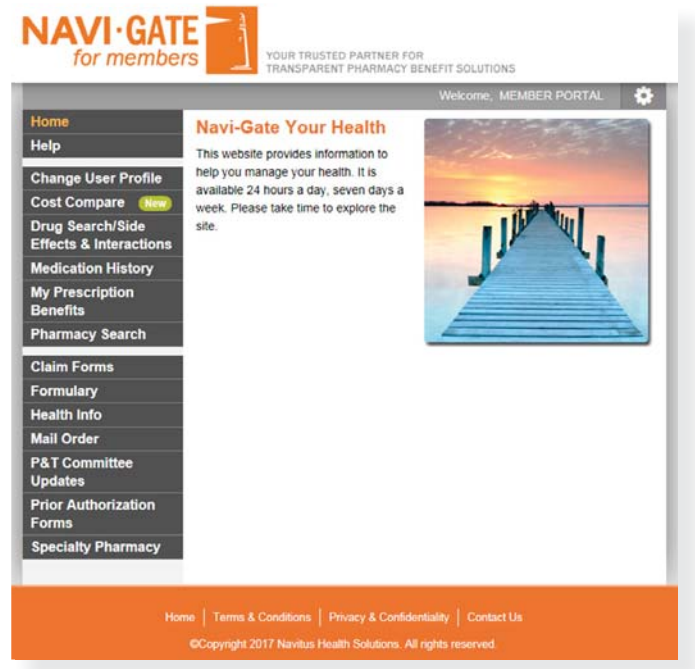 NAVI·GATE
for members
YOUR TRUSTED PARTNER FOR
TRANSPARENT PHARMACY BENEFIT SOLUTIONS
Welcome, MEMBER PORTAL
Home
Help
Change User Profile
Cost Compare New
Drug Search/Side
Effects & Interactions
Medication History
My Prescription
Benefits
Pharmacy Search
Claim Forms
Formulary
Health Info
Mail Order
P&T Committee
Updates
Prior Authorization
Forms
Specialty Pharmacy
Navi-Gate Your Health
This website provides information to
help you manage your health. It is
available 24 hours a day, seven days a
week. Please take time to explore the
site.
Home | Terms & Conditions | Privacy & Confidentiality | Contact Us
©Copyright 2017 Navitus Health Solutions. All rights reserved.